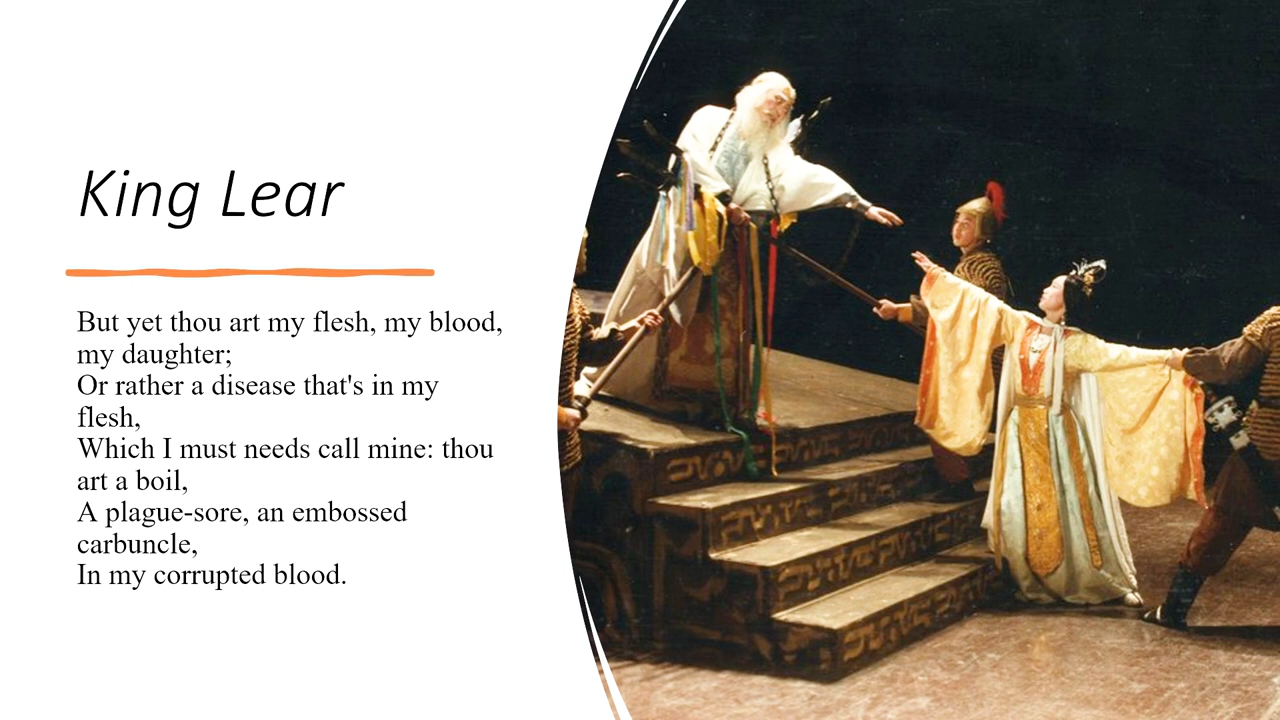 King Lear
But yet thou art my flesh, my blood,
my daughter;
Or rather a disease that's in my
flesh,
Which I must needs call mine: thou
art a boil,
A plague-sore, an embossed
carbuncle,
In my corrupted blood.